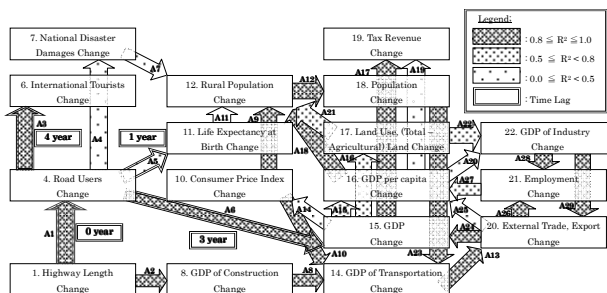 7. National Disaster
Damages Change
19. Tax Revenue
Change
Legend:
: 0.8 ≦ R² ≦1.0
: 0.5 ≦ R² < 0.8
: 0.0 ≦ R² < 0.5
: Time Lag
A7
A17
A19
6. International Tourists
Change
12. Rural Population
Change
A12
18. Population
Change
A3
4 year
A4
1 year
A11
A9
A21
A18
11. Life Expectancy at
Birth Change
17. Land Use, (Total –
Agricultural) Land Change
A22
22. GDP of Industry
Change
A5
A16
A20
A28
4. Road Users
Change
10. Consumer Price Index
Change
16. GDP per capita
Change
A27
21. Employment
Change
A6
A14
A15
A25
A26
A29
A1
0 year
3 year
15. GDP
Change
A24
20. External Trade, Export
Change
A10
A23
A13
1. Highway Length
Change
A2
8. GDP of Construction
Change
A8
14. GDP of Transportation
Change